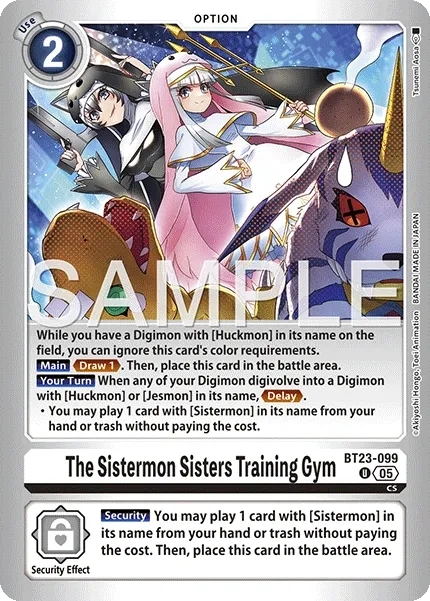 OPTION
Use
2
Tsunemi Aosa
SAMPLE
While you have a Digimon with [Huckmon] in its name on the
field, you can ignore this card's color requirements.
Main Draw 1. Then, place this card in the battle area.
Your Turn When any of your Digimon digivolve into a Digimon
with [Huckmon] or [Jesmon] in its name, Delay.
・You may play 1 card with [Sistermon] in its name from your
hand or trash without paying the cost.
©Akiyoshi Hongo, Toei Animation BANDAI MADE IN JAPAN
The Sistermon Sisters Training Gym
BT23-099
U 05
CS
Security You may play 1 card with [Sistermon] in
its name from your hand or trash without paying
the cost. Then, place this card in the battle area.
Security Effect